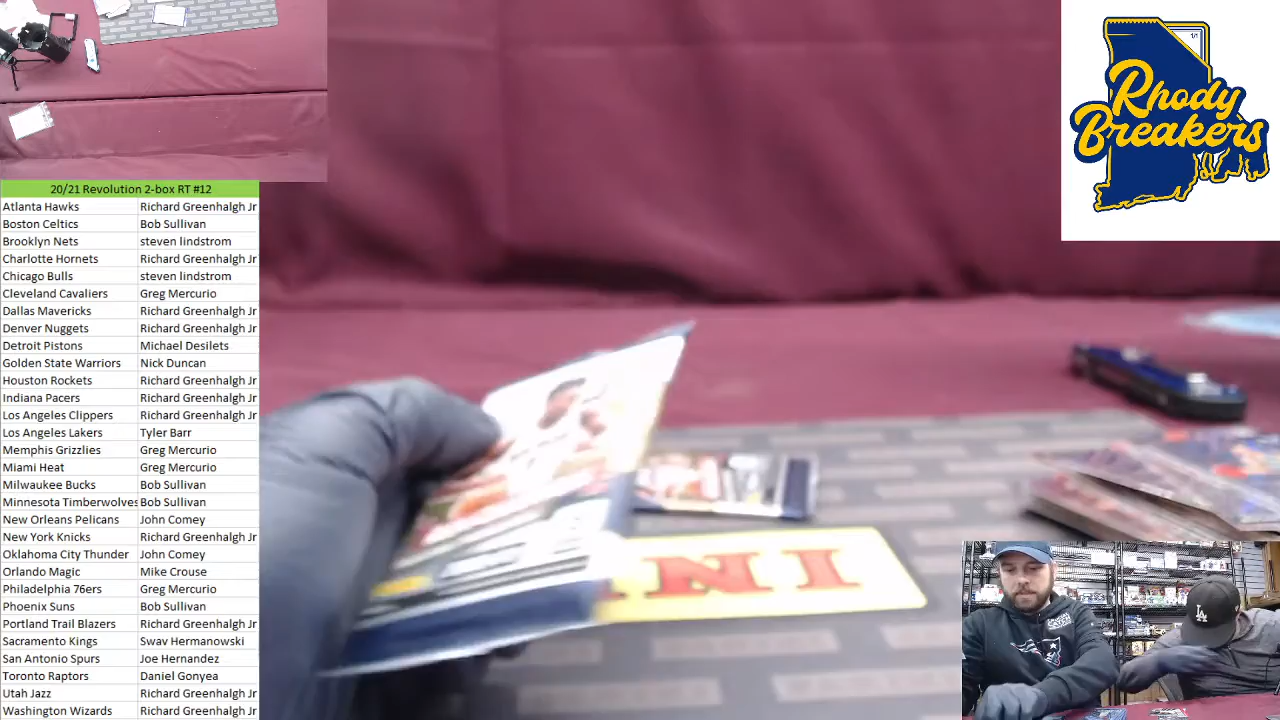 20/21 Revolution 2-box RT #12
Atlanta Hawks Richard Greenhalgh Jr
Boston Celtics Bob Sullivan
Brooklyn Nets steven lindstrom
Charlotte Hornets Richard Greenhalgh Jr
Chicago Bulls steven lindstrom
Cleveland Cavaliers Greg Mercurio
Dallas Mavericks Richard Greenhalgh Jr
Denver Nuggets Richard Greenhalgh Jr
Detroit Pistons Michael Desilets
Golden State Warriors Nick Duncan
Houston Rockets Richard Greenhalgh Jr
Indiana Pacers Richard Greenhalgh Jr
Los Angeles Clippers Richard Greenhalgh Jr
Los Angeles Lakers Tyler Barr
Memphis Grizzlies Greg Mercurio
Miami Heat Greg Mercurio
Milwaukee Bucks Bob Sullivan
Minnesota Timberwolves Bob Sullivan
New Orleans Pelicans John Comey
New York Knicks Richard Greenhalgh Jr
Oklahoma City Thunder John Comey
Orlando Magic Mike Crouse
Philadelphia 76ers Greg Mercurio
Phoenix Suns Bob Sullivan
Portland Trail Blazers Richard Greenhalgh Jr
Sacramento Kings Swav Hermanowski
San Antonio Spurs Joe Hernandez
Toronto Raptors Daniel Gonyea
Utah Jazz Richard Greenhalgh Jr
Washington Wizards Richard Greenhalgh Jr
1/1
Rhody
Breakers
NINI
LA